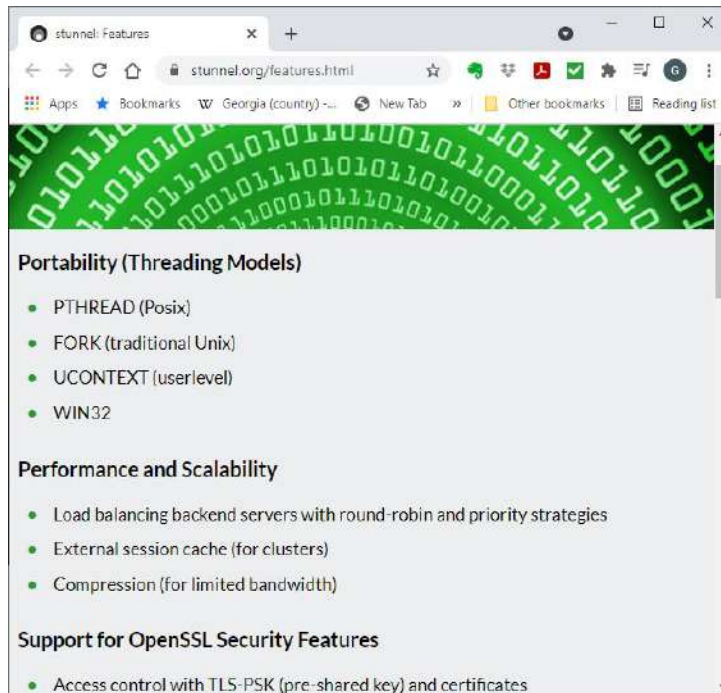 stunnel: Features
stunnel.org/features.html
G
Apps Bookmarks W Georgia (country) -... New Tab » Other bookmarks Reading list
Portability (Threading Models)
PTHREAD (Posix)
FORK (traditional Unix)
UCONTEXT (userlevel)
WIN32
Performance and Scalability
Load balancing backend servers with round-robin and priority strategies
External session cache (for clusters)
Compression (for limited bandwidth)
Support for OpenSSL Security Features
Access control with TLS-PSK (pre-shared key) and certificates